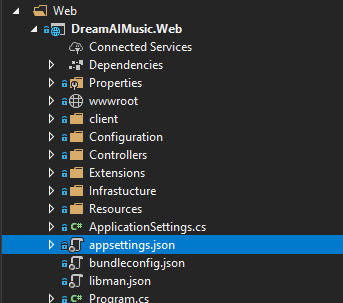 Web
DreamAIMusic.Web
Connected Services
Dependencies
Properties
wwwroot
client
Configuration
Controllers
Extensions
Infrastucture
Resources
C# ApplicationSettings.cs
appsettings.json
bundleconfig.json
libman.json
C# Program.cs